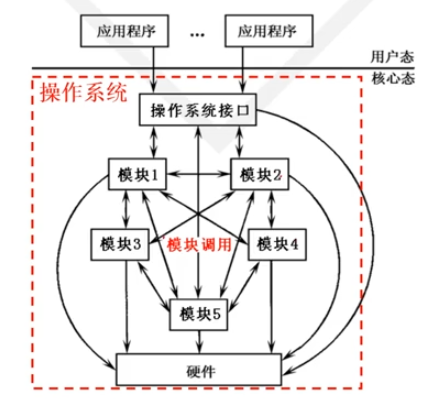 应用程序
...
应用程序
用户态
核心态
操作系统
操作系统接口
模块1
模块2
模块3
模块调用
模块4
模块5
硬件